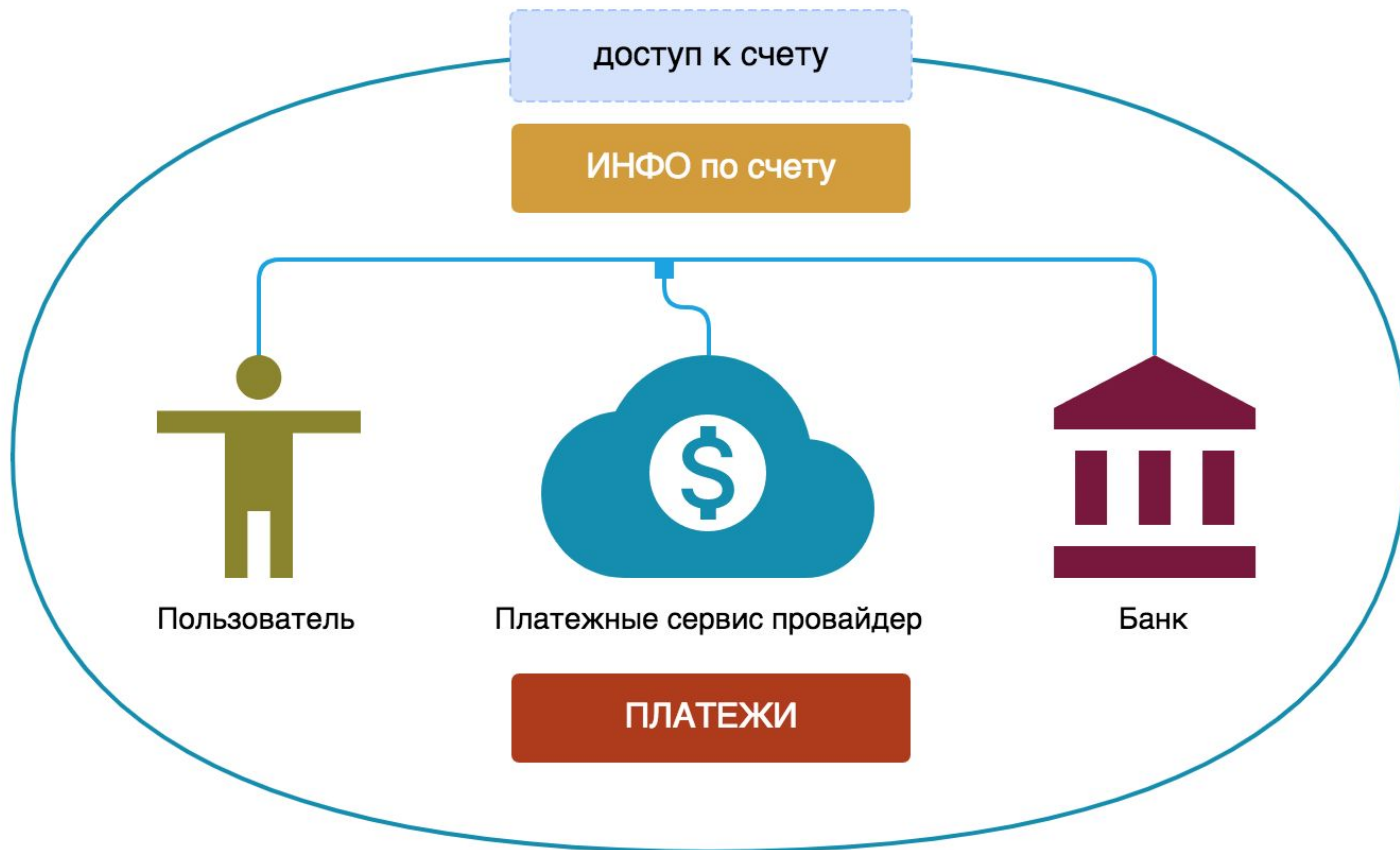 доступ к счету
ИНФО по счету
$
Пользователь
Платежные сервис провайдер
Банк
ПЛАТЕЖИ